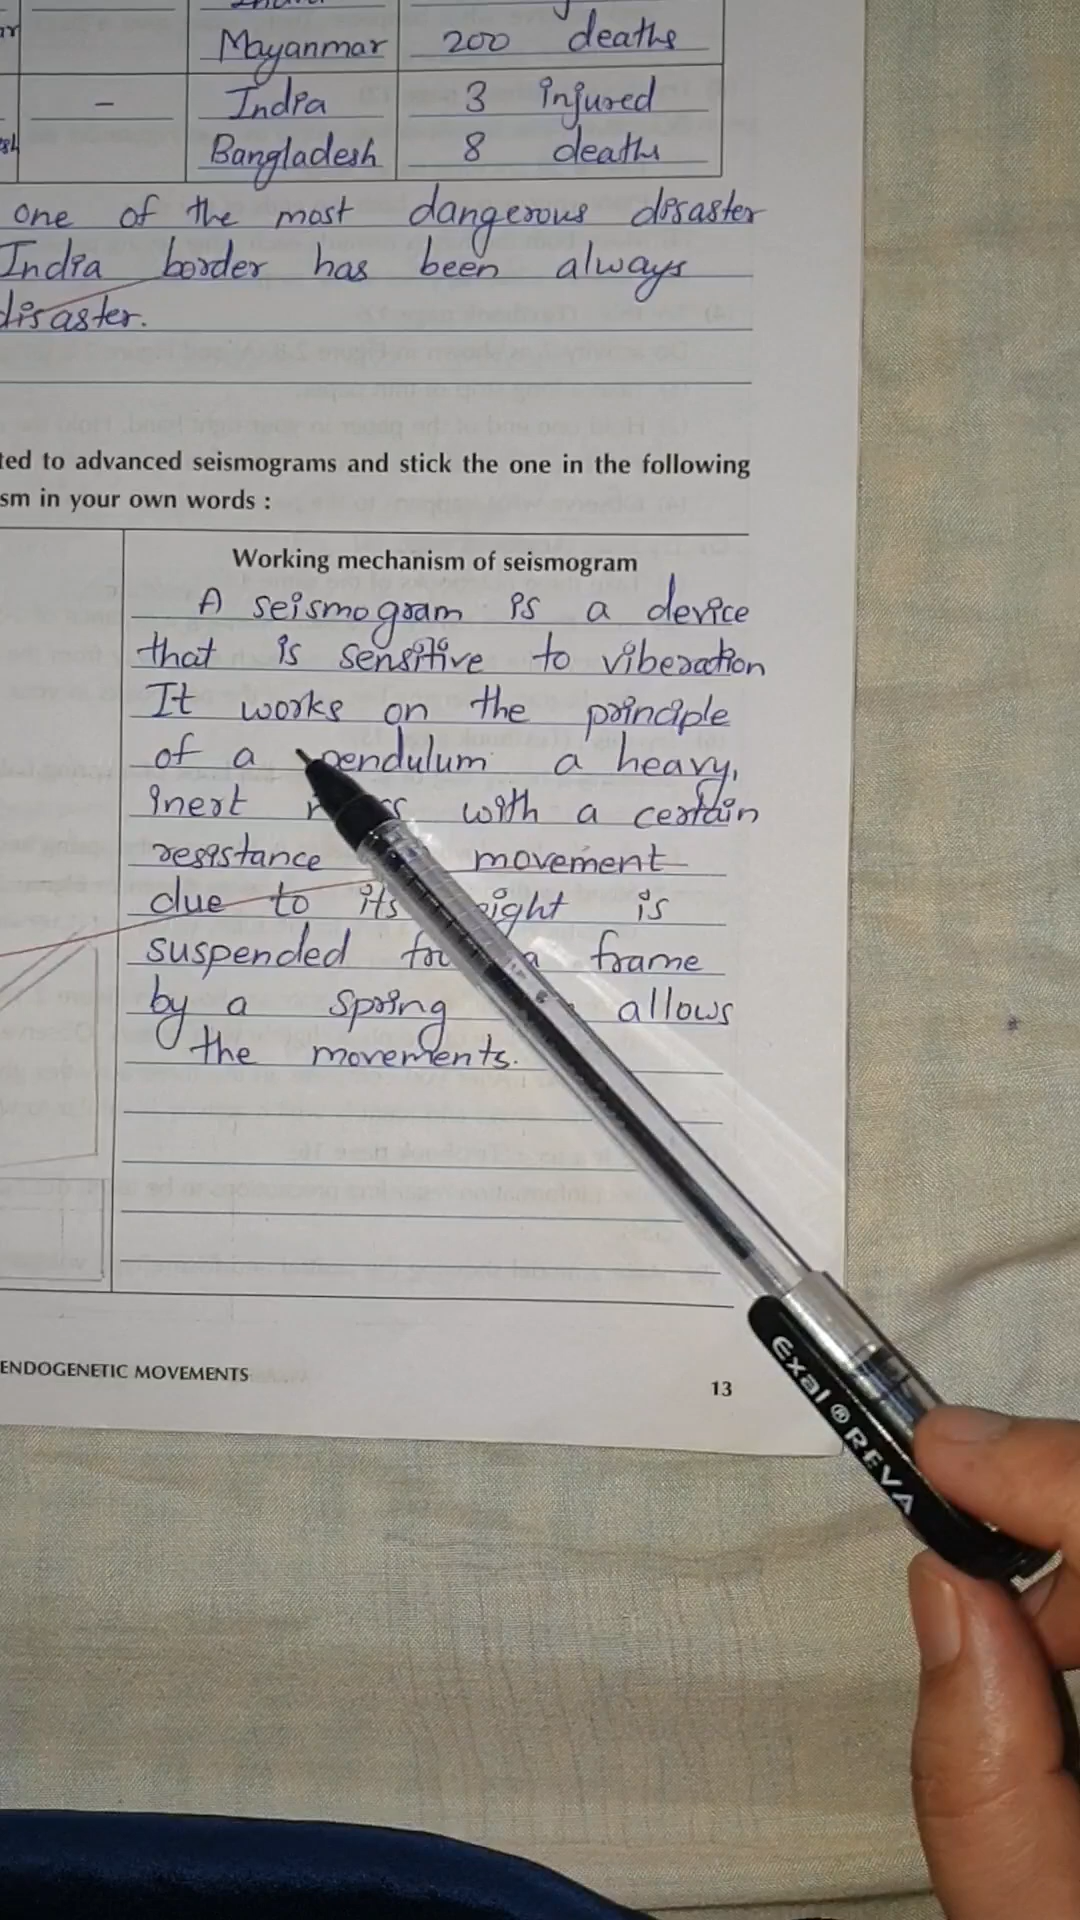 Mayanmar 200 deaths
- India 3 injured
Bangladesh 8 deaths
one of the most dangerous disaster
India border has been always
disaster.
ted to advanced seismograms and stick the one in the following
sm in your own words :
Working mechanism of seismogram
A seismogram is a device
that is sensitive to viberation
It works on the principle
of a pendulum a heavy,
inert with a certain
resistance movement
due to its is
suspended a frame
by a spring allows
the movements.
ENDOGENETIC MOVEMENTS
13
Exal ® REVA